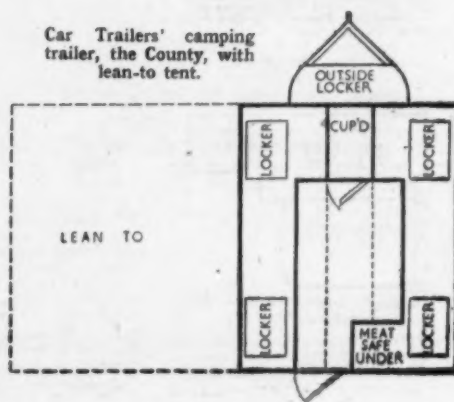 Car Trailers' camping
trailer, the County, with
lean-to tent.
OUTSIDE
LOCKER
CUP'D
LOCKER
LOCKER
LEAN TO
LOCKER
LOCKER
MEAT
SAFE
UNDER